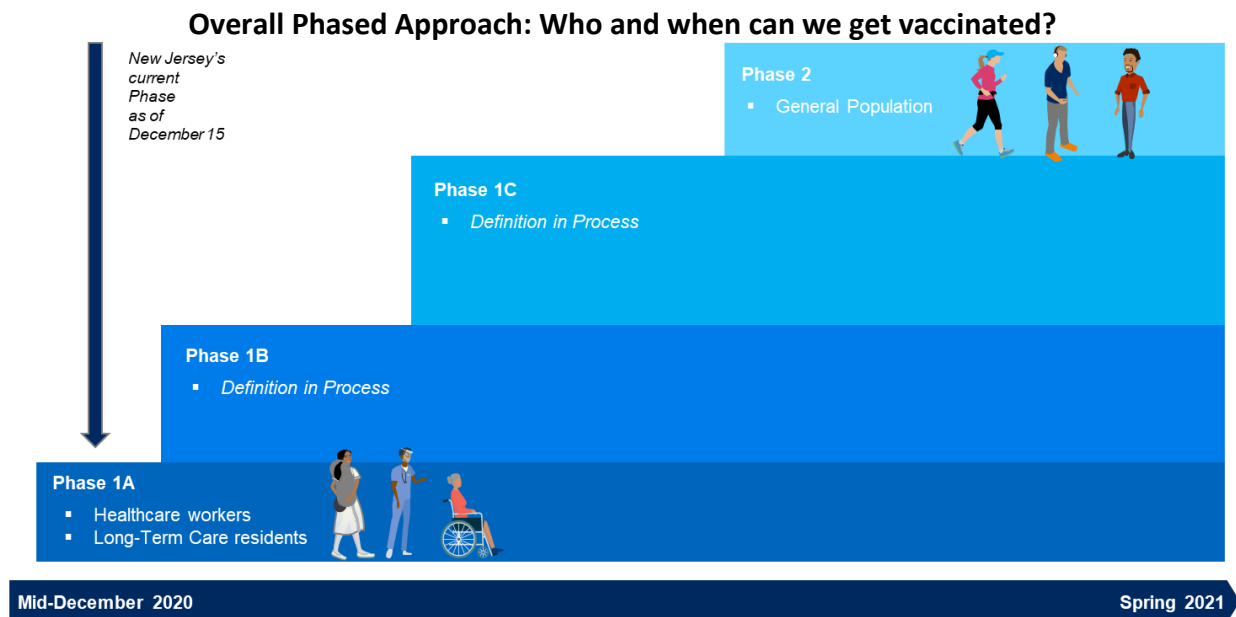 Overall Phased Approach: Who and when can we get vaccinated?
New Jersey's
current
Phase
as of
December 15
Phase 2
▪ General Population
Phase 1C
▪ Definition in Process
Phase 1B
▪ Definition in Process
Phase 1A
▪ Healthcare workers
▪ Long-Term Care residents
Mid-December 2020
Spring 2021